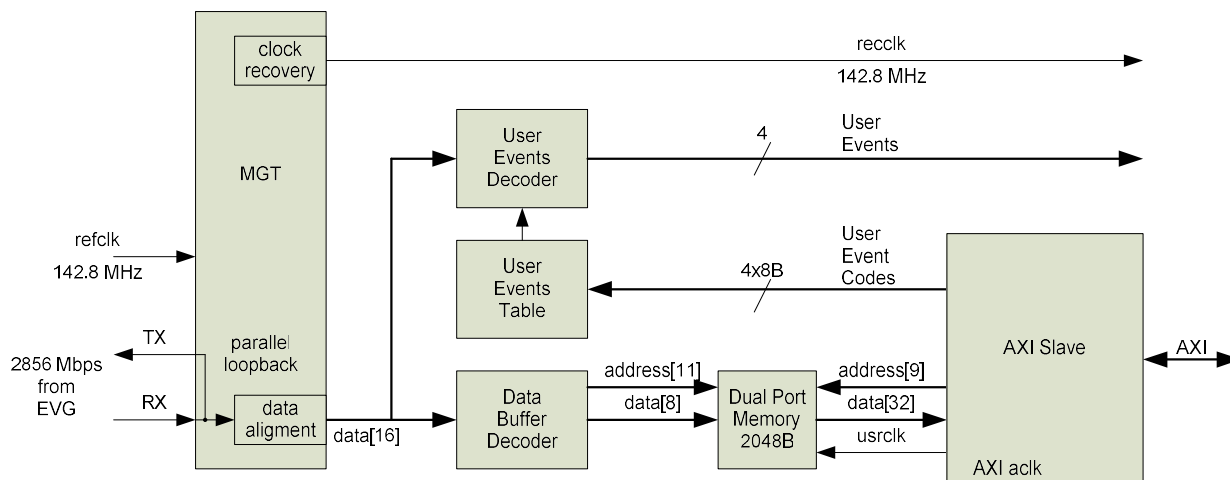 clock
recovery
recclk
142.8 MHz
MGT
User
Events
Decoder
4
User
Events
refclk
142.8 MHz
User
Events
Table
4x8B
User
Event
Codes
AXI Slave
AXI
TX
2856 Mbps
from
EVG
RX
parallel
loopback
data
aligment
data[16]
Data
Buffer
Decoder
address[11]
data[8]
Dual Port
Memory
2048B
address[9]
data[32]
usrclk
AXI aclk